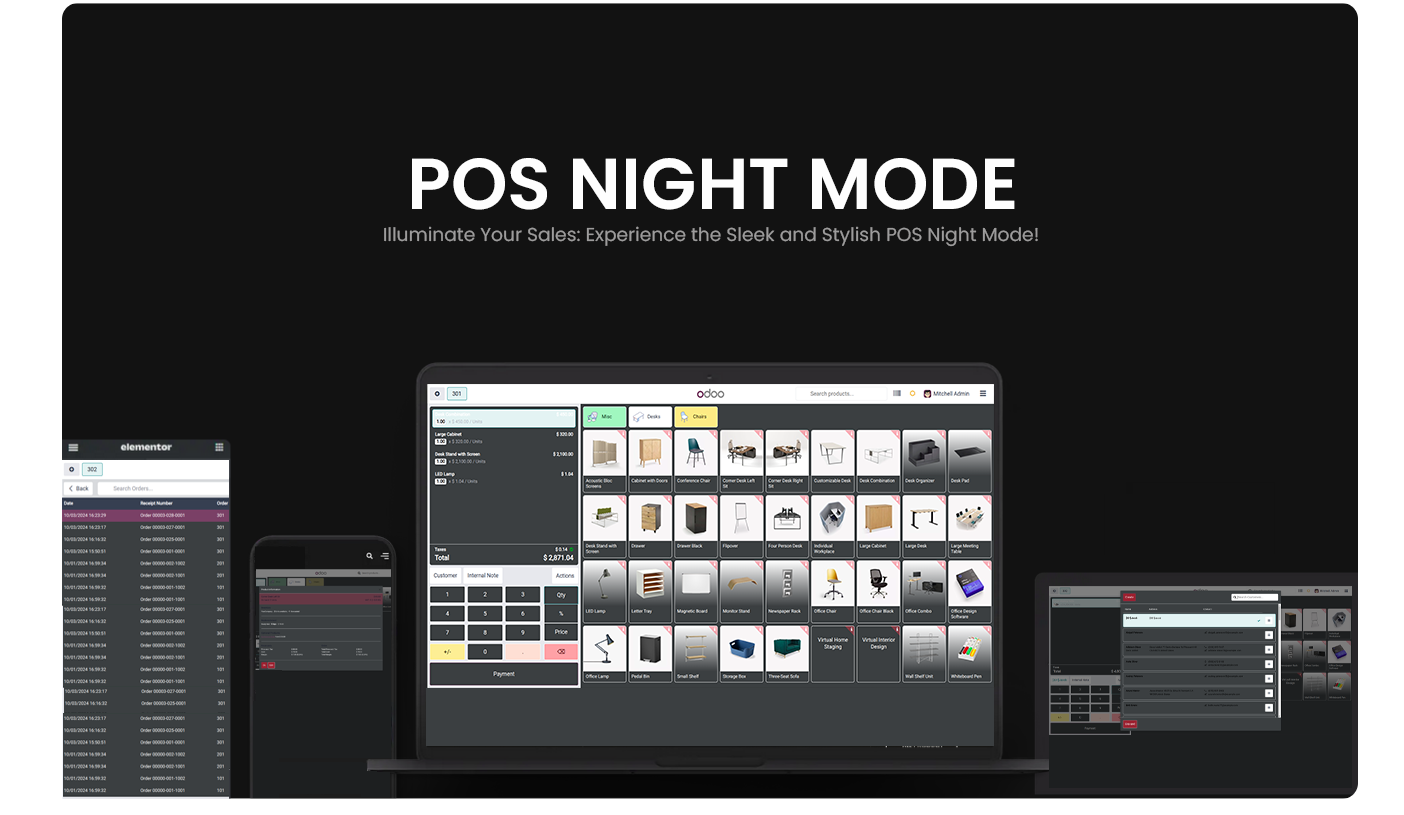 POS NIGHT MODE
Illuminate Your Sales: Experience the Sleek and Stylish POS Night Mode!
301
odoo
Search products...
Mitchell Admin
1.00 x $ 400.00 / Units
Large Cabinet $ 320.00
1.00 x $ 320.00 / Units
Desk Stand with Screen $ 2,100.00
1.00 x $ 2,100.00 / Units
LED Lamp $ 1.04
1.00 x $ 1.04 / Units
Taxes $ 0.14
Total $ 2,871.04
Customer Internal Note Actions
1 2 3 Qty
4 5 6 %
7 8 9 Price
+/- 0 .
Payment
Misc Desks Chairs
Acoustic Bloc Screens
Cabinet with Doors
Conference Chair
Corner Desk Left Sit
Corner Desk Right Sit
Customizable Desk
Desk Combination
Desk Organizer
Desk Pad
Desk Stand with Screen
Drawer
Drawer Black
Flipover
Four Person Desk
Individual Workplace
Large Cabinet
Large Desk
Large Meeting Table
LED Lamp
Letter Tray
Magnetic Board
Monitor Stand
Newspaper Rack
Office Chair
Office Chair Black
Office Combo
Office Design Software
Office Lamp
Pedal Bin
Small Shelf
Storage Box
Three-Seat Sofa
Virtual Home Staging
Virtual Interior Design
Wall Shelf Unit
Whiteboard Pen
elementor
302
Back
Search Orders...
Date Receipt Number Order
10/03/2024 16:23:29 Order 00003-028-0001 301
10/03/2024 16:23:17 Order 00003-027-0001 301
10/03/2024 16:16:32 Order 00003-025-0001 301
10/03/2024 15:50:51 Order 00003-001-0001 301
10/01/2024 16:59:34 Order 00000-002-1002 301
10/01/2024 16:59:34 Order 00000-002-1001 201
10/01/2024 16:59:32 Order 00000-001-1002 101
10/01/2024 16:59:32 Order 00000-001-1001 101
10/03/2024 16:23:17 Order 00003-027-0001 301
10/03/2024 16:16:32 Order 00003-025-0001 301
10/03/2024 15:50:51 Order 00003-001-0001 301
10/01/2024 16:59:34 Order 00000-002-1002 301
10/01/2024 16:59:34 Order 00000-002-1001 201
10/01/2024 16:59:32 Order 00000-001-1002 101
10/01/2024 16:59:32 Order 00000-001-1001 301
10/03/2024 16:23:17 Order 00003-027-0001 301
10/03/2024 16:16:32 Order 00003-025-0001 301
10/03/2024 16:23:17 Order 00003-027-0001 301
10/03/2024 16:16:32 Order 00003-025-0001 301
10/03/2024 15:50:51 Order 00003-001-0001 301
10/01/2024 16:59:34 Order 00000-002-1002 301
10/01/2024 16:59:34 Order 00000-002-1001 201
10/01/2024 16:59:32 Order 00000-001-1002 101
10/01/2024 16:59:32 Order 00000-001-1001 101